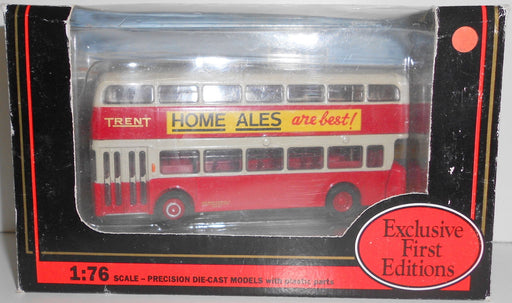 TRENT
HOME ALES are best!
Exclusive
First
Editions
1:76 SCALE – PRECISION DIE-CAST MODELS with plastic parts